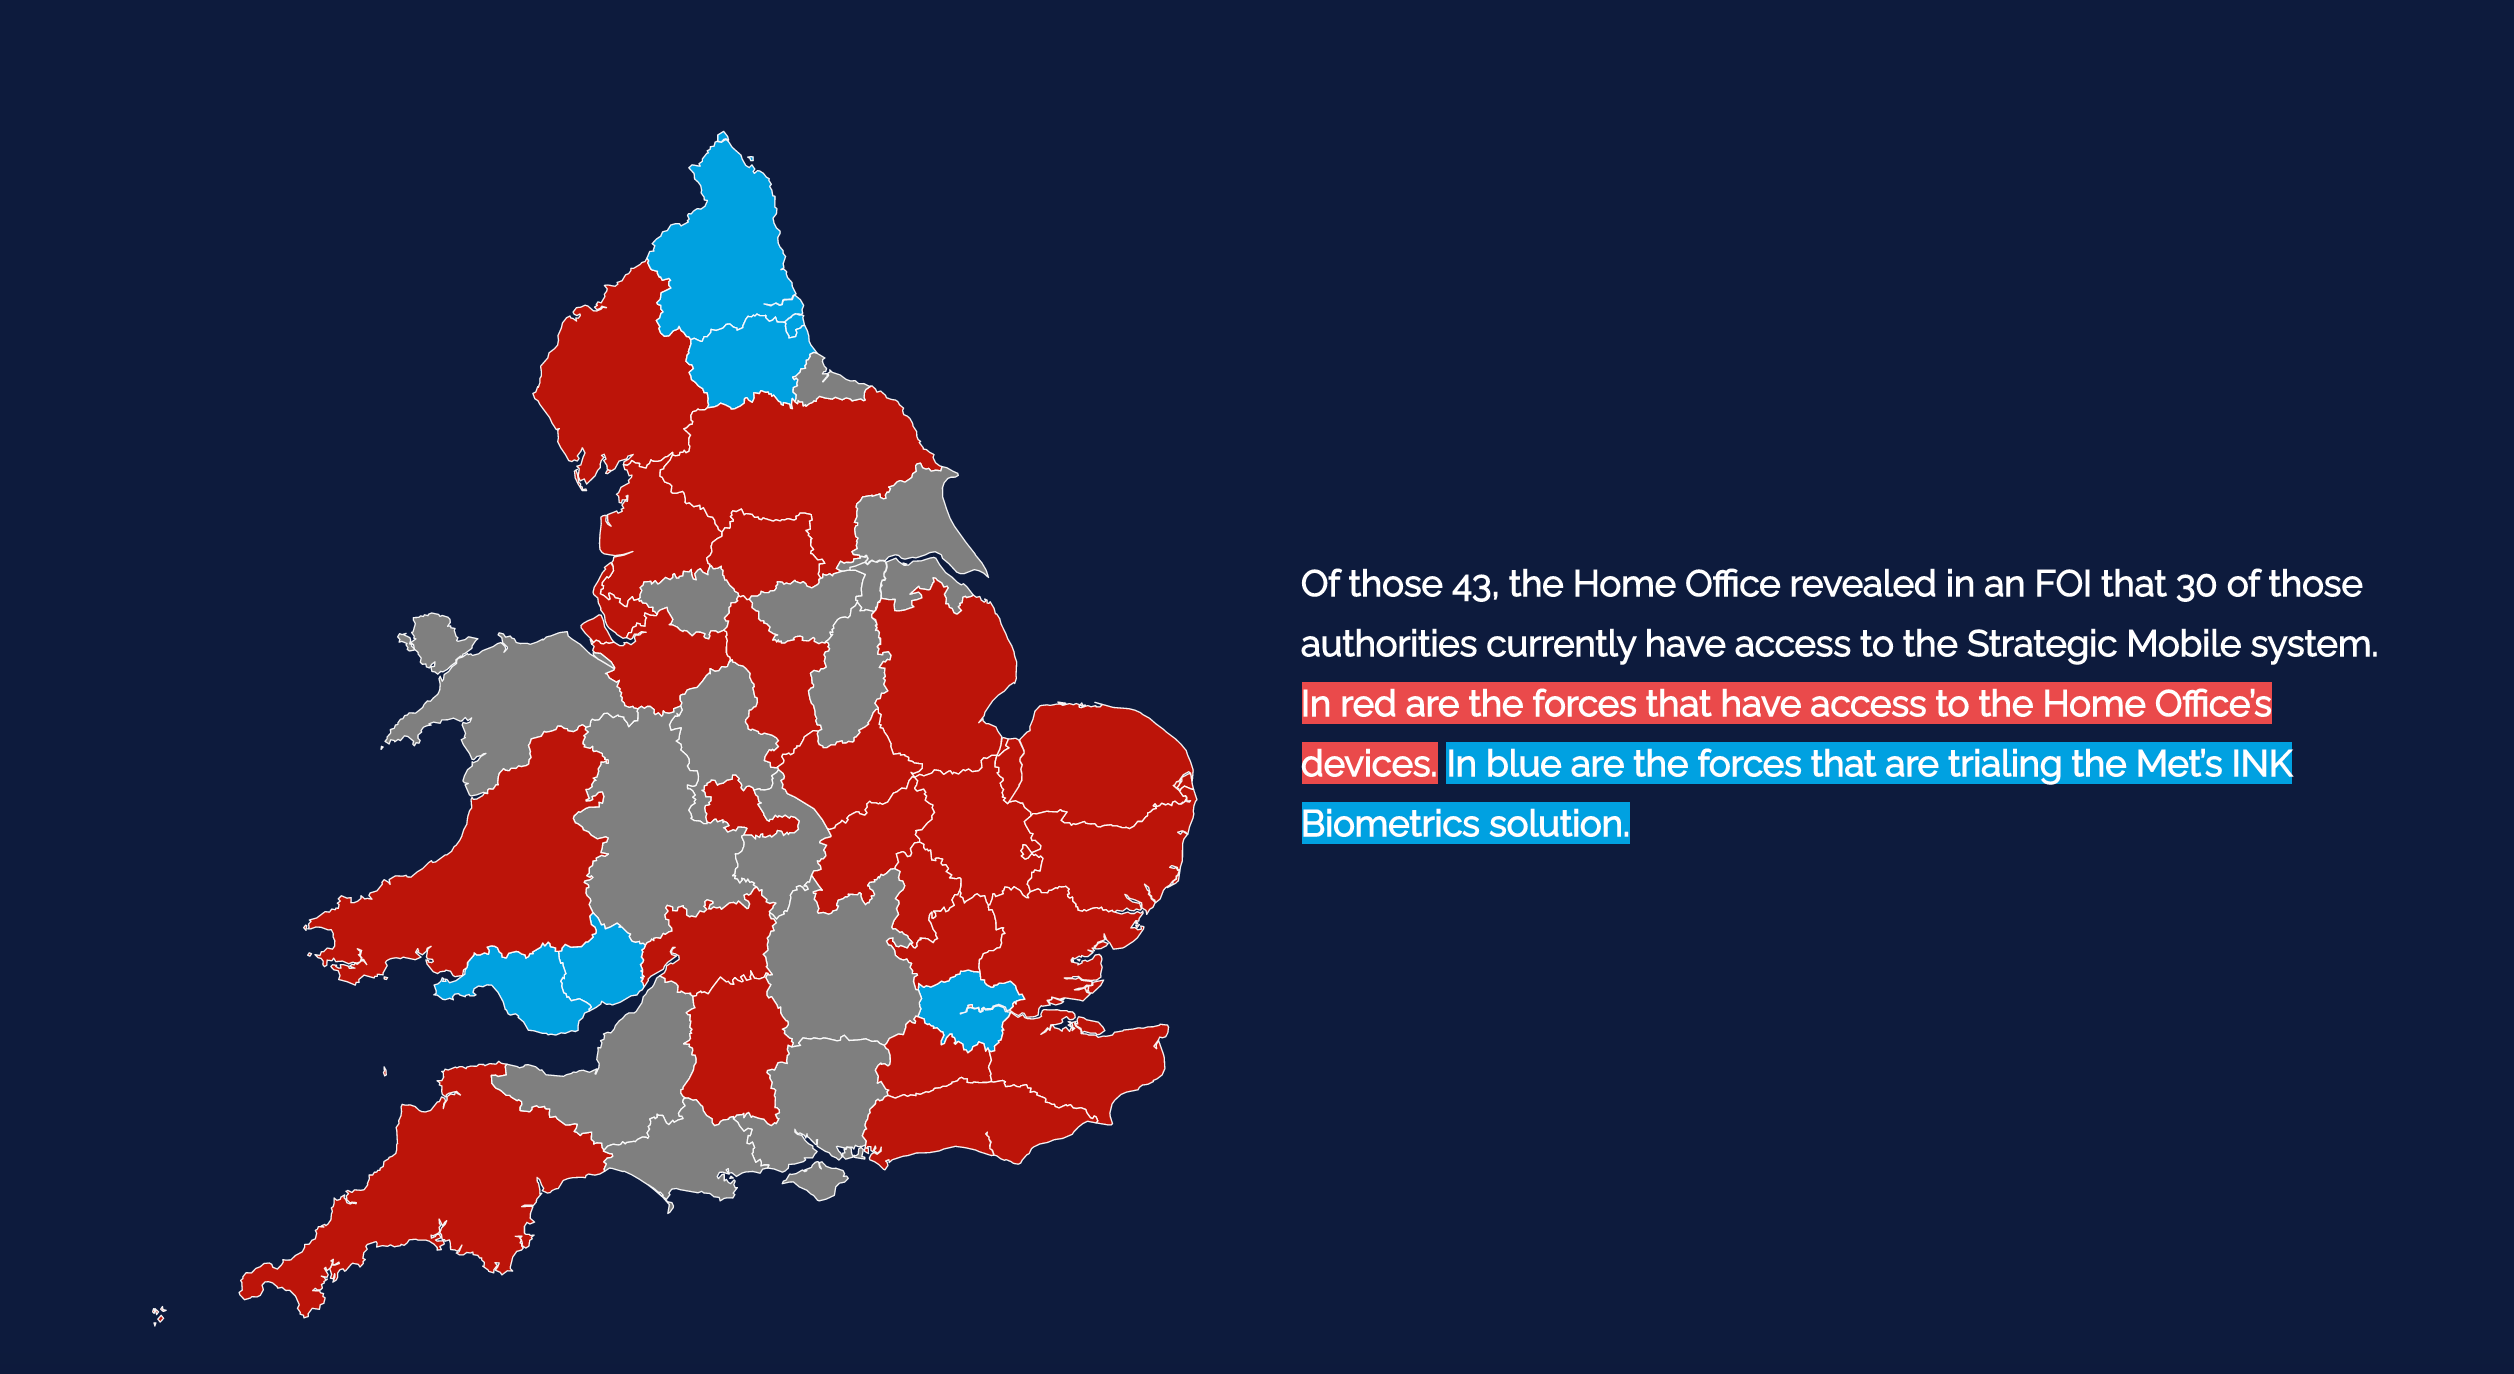 Of those 43, the Home Office revealed in an FOI that 30 of those
authorities currently have access to the Strategic Mobile system.
In red are the forces that have access to the Home Office's
devices. In blue are the forces that are trialing the Met's INK
Biometrics solution.